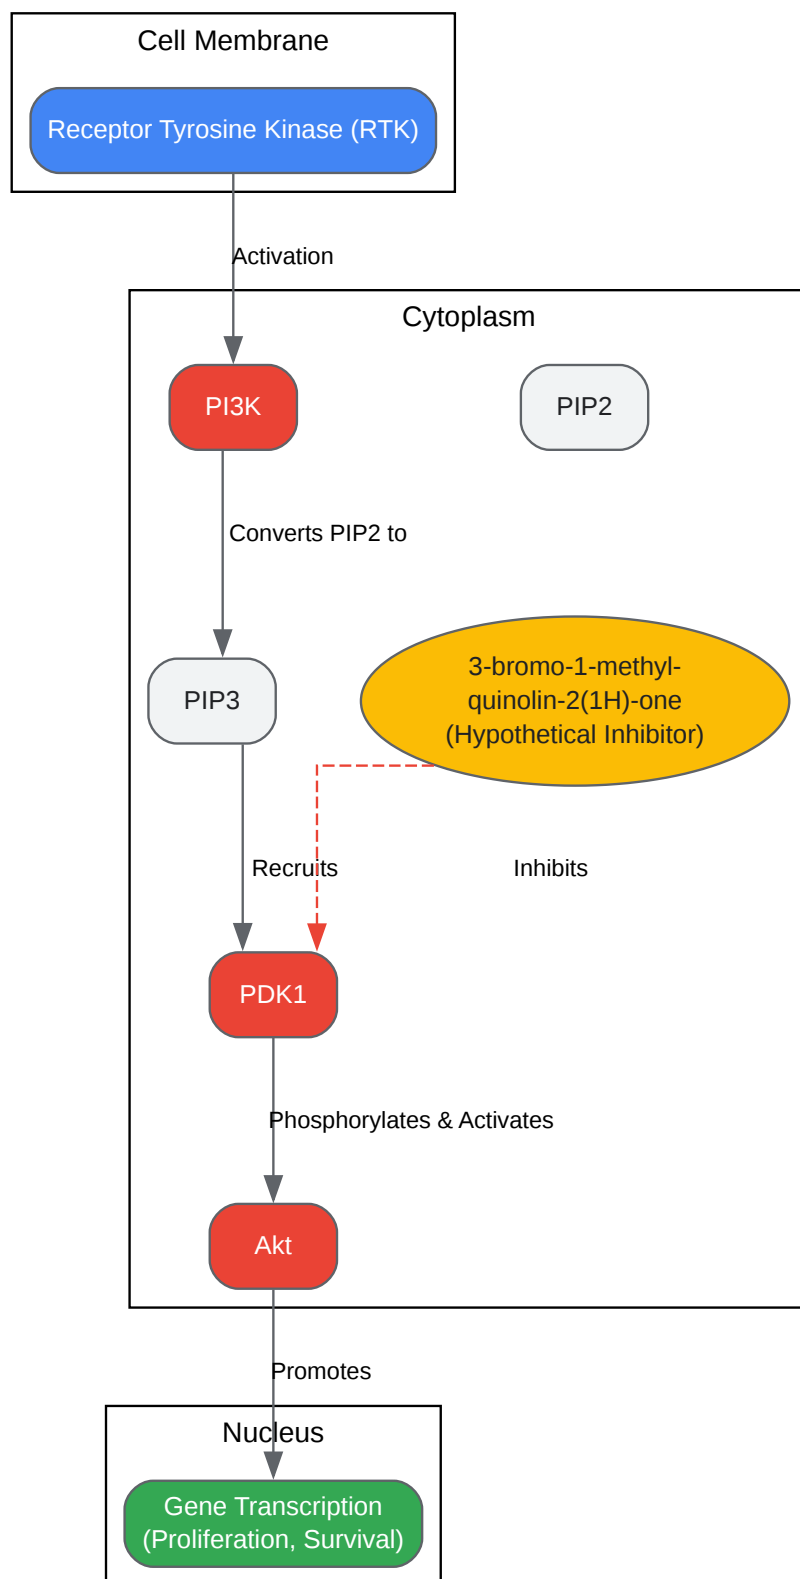 Cell Membrane
Receptor Tyrosine Kinase (RTK)
Activation
Cytoplasm
PI3K
PIP2
Converts PIP2 to
PIP3
3-bromo-1-methyl-
quinolin-2(1H)-one
(Hypothetical Inhibitor)
Recruits
Inhibits
PDK1
Phosphorylates & Activates
Akt
Promotes
Nucleus
Gene Transcription
(Proliferation, Survival)